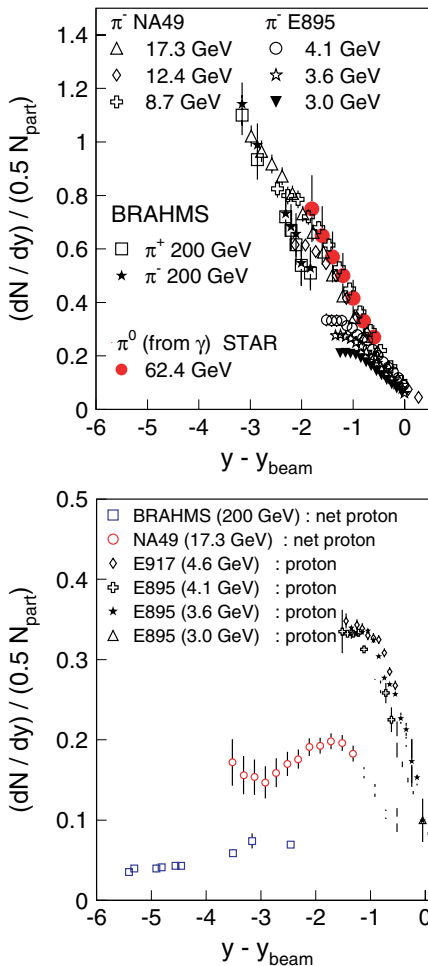 π⁻ NA49 π⁻ E895
△ 17.3 GeV ○ 4.1 GeV
◇ 12.4 GeV ☆ 3.6 GeV
✚ 8.7 GeV ▼ 3.0 GeV
BRAHMS
□ π⁺ 200 GeV
★ π⁻ 200 GeV
π⁰ (from γ) STAR
● 62.4 GeV
(dN / dy) / (0.5 N_part)
1.4
1.2
1
0.8
0.6
0.4
0.2
0
-6 -5 -4 -3 -2 -1 0
y - y_beam
BRAHMS (200 GeV) : net proton
NA49 (17.3 GeV) : net proton
E917 (4.6 GeV) : proton
E895 (4.1 GeV) : proton
E895 (3.6 GeV) : proton
E895 (3.0 GeV) : proton
(dN / dy) / (0.5 N_part)
0.5
0.4
0.3
0.2
0.1
0
-6 -5 -4 -3 -2 -1 0
y - y_beam